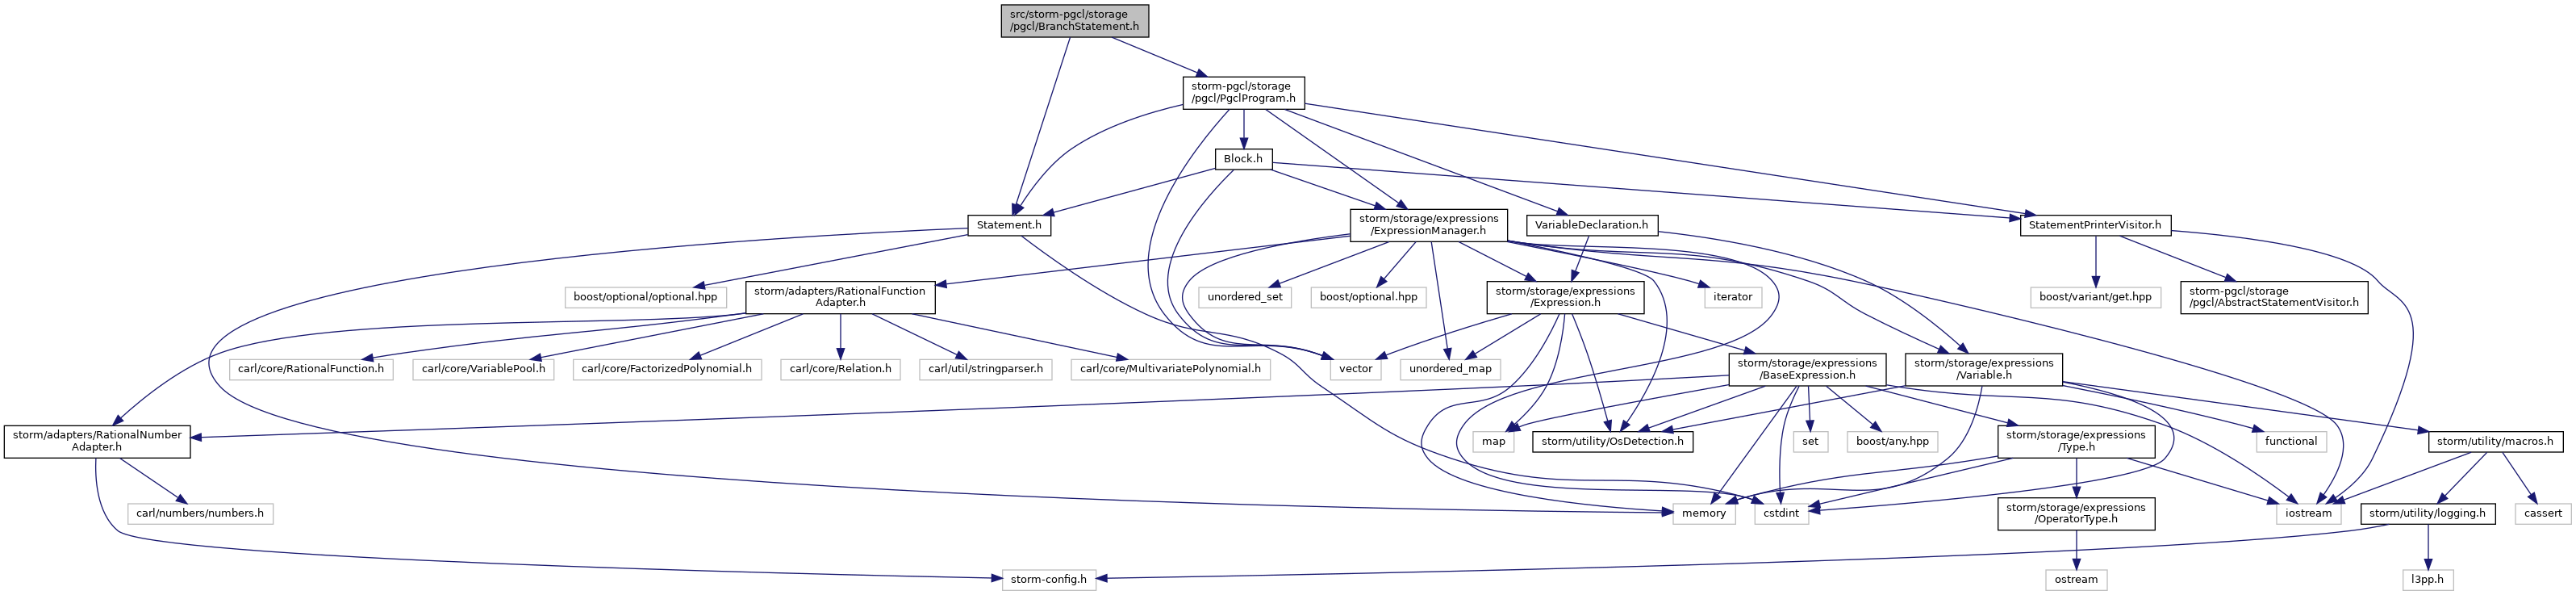 src/storm-pgcl/storage
/pgcl/BranchStatement.h
storm-pgcl/storage
/pgcl/PgclProgram.h
Block.h
Statement.h
storm/storage/expressions
/ExpressionManager.h
VariableDeclaration.h
StatementPrinterVisitor.h
boost/optional/optional.hpp
storm/adapters/RationalFunction
Adapter.h
unordered_set
boost/optional.hpp
storm/storage/expressions
/Expression.h
iterator
boost/variant/get.hpp
storm-pgcl/storage
/pgcl/AbstractStatementVisitor.h
carl/core/RationalFunction.h
carl/core/VariablePool.h
carl/core/FactorizedPolynomial.h
carl/core/Relation.h
carl/util/stringparser.h
carl/core/MultivariatePolynomial.h
vector
unordered_map
storm/storage/expressions
/BaseExpression.h
storm/storage/expressions
/Variable.h
storm/adapters/RationalNumber
Adapter.h
map
storm/utility/OsDetection.h
set
boost/any.hpp
storm/storage/expressions
/Type.h
functional
storm/utility/macros.h
carl/numbers/numbers.h
memory
cstdint
storm/storage/expressions
/OperatorType.h
iostream
storm/utility/logging.h
cassert
storm-config.h
ostream
l3pp.h